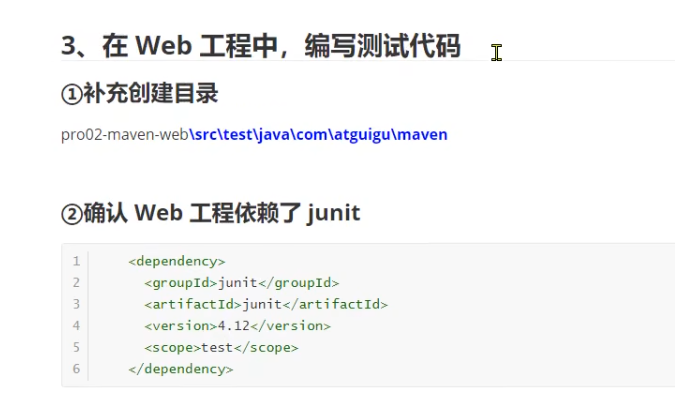 3、在 Web 工程中，编写测试代码
①补充创建目录
pro02-maven-web\src\test\java\com\atguigu\maven
②确认 Web 工程依赖了 junit
1 <dependency>
2 <groupId>junit</groupId>
3 <artifactId>junit</artifactId>
4 <version>4.12</version>
5 <scope>test</scope>
6 </dependency>